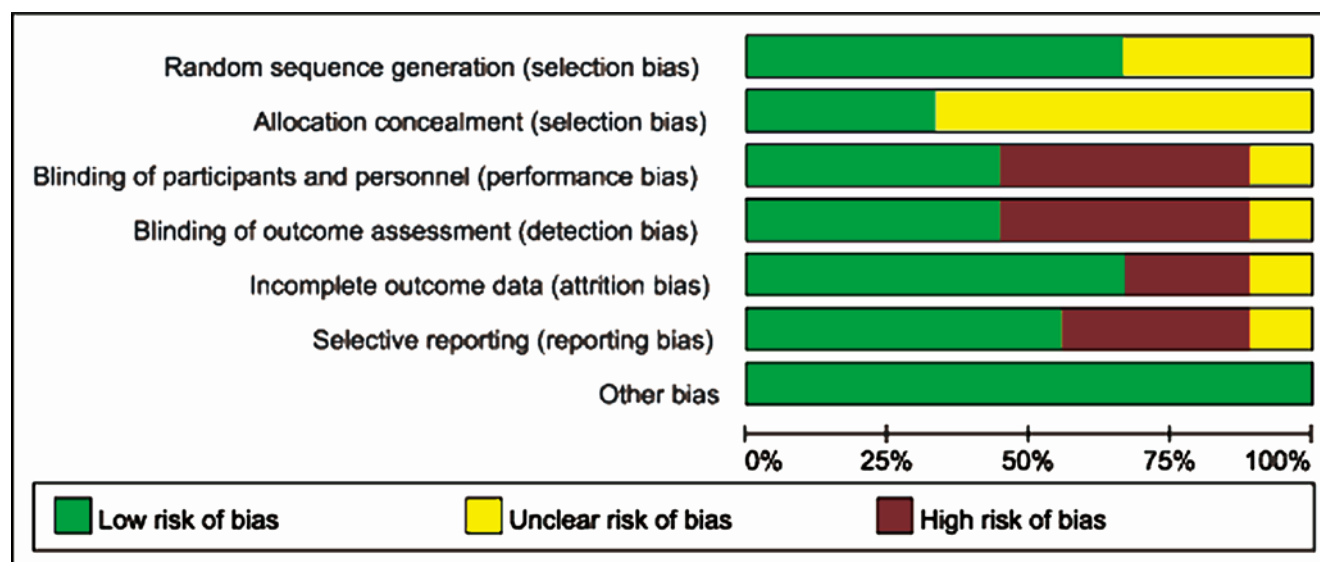 Random sequence generation (selection bias)
Allocation concealment (selection bias)
Blinding of participants and personnel (performance bias)
Blinding of outcome assessment (detection bias)
Incomplete outcome data (attrition bias)
Selective reporting (reporting bias)
Other bias
0% 25% 50% 75% 100%
Low risk of bias Unclear risk of bias High risk of bias